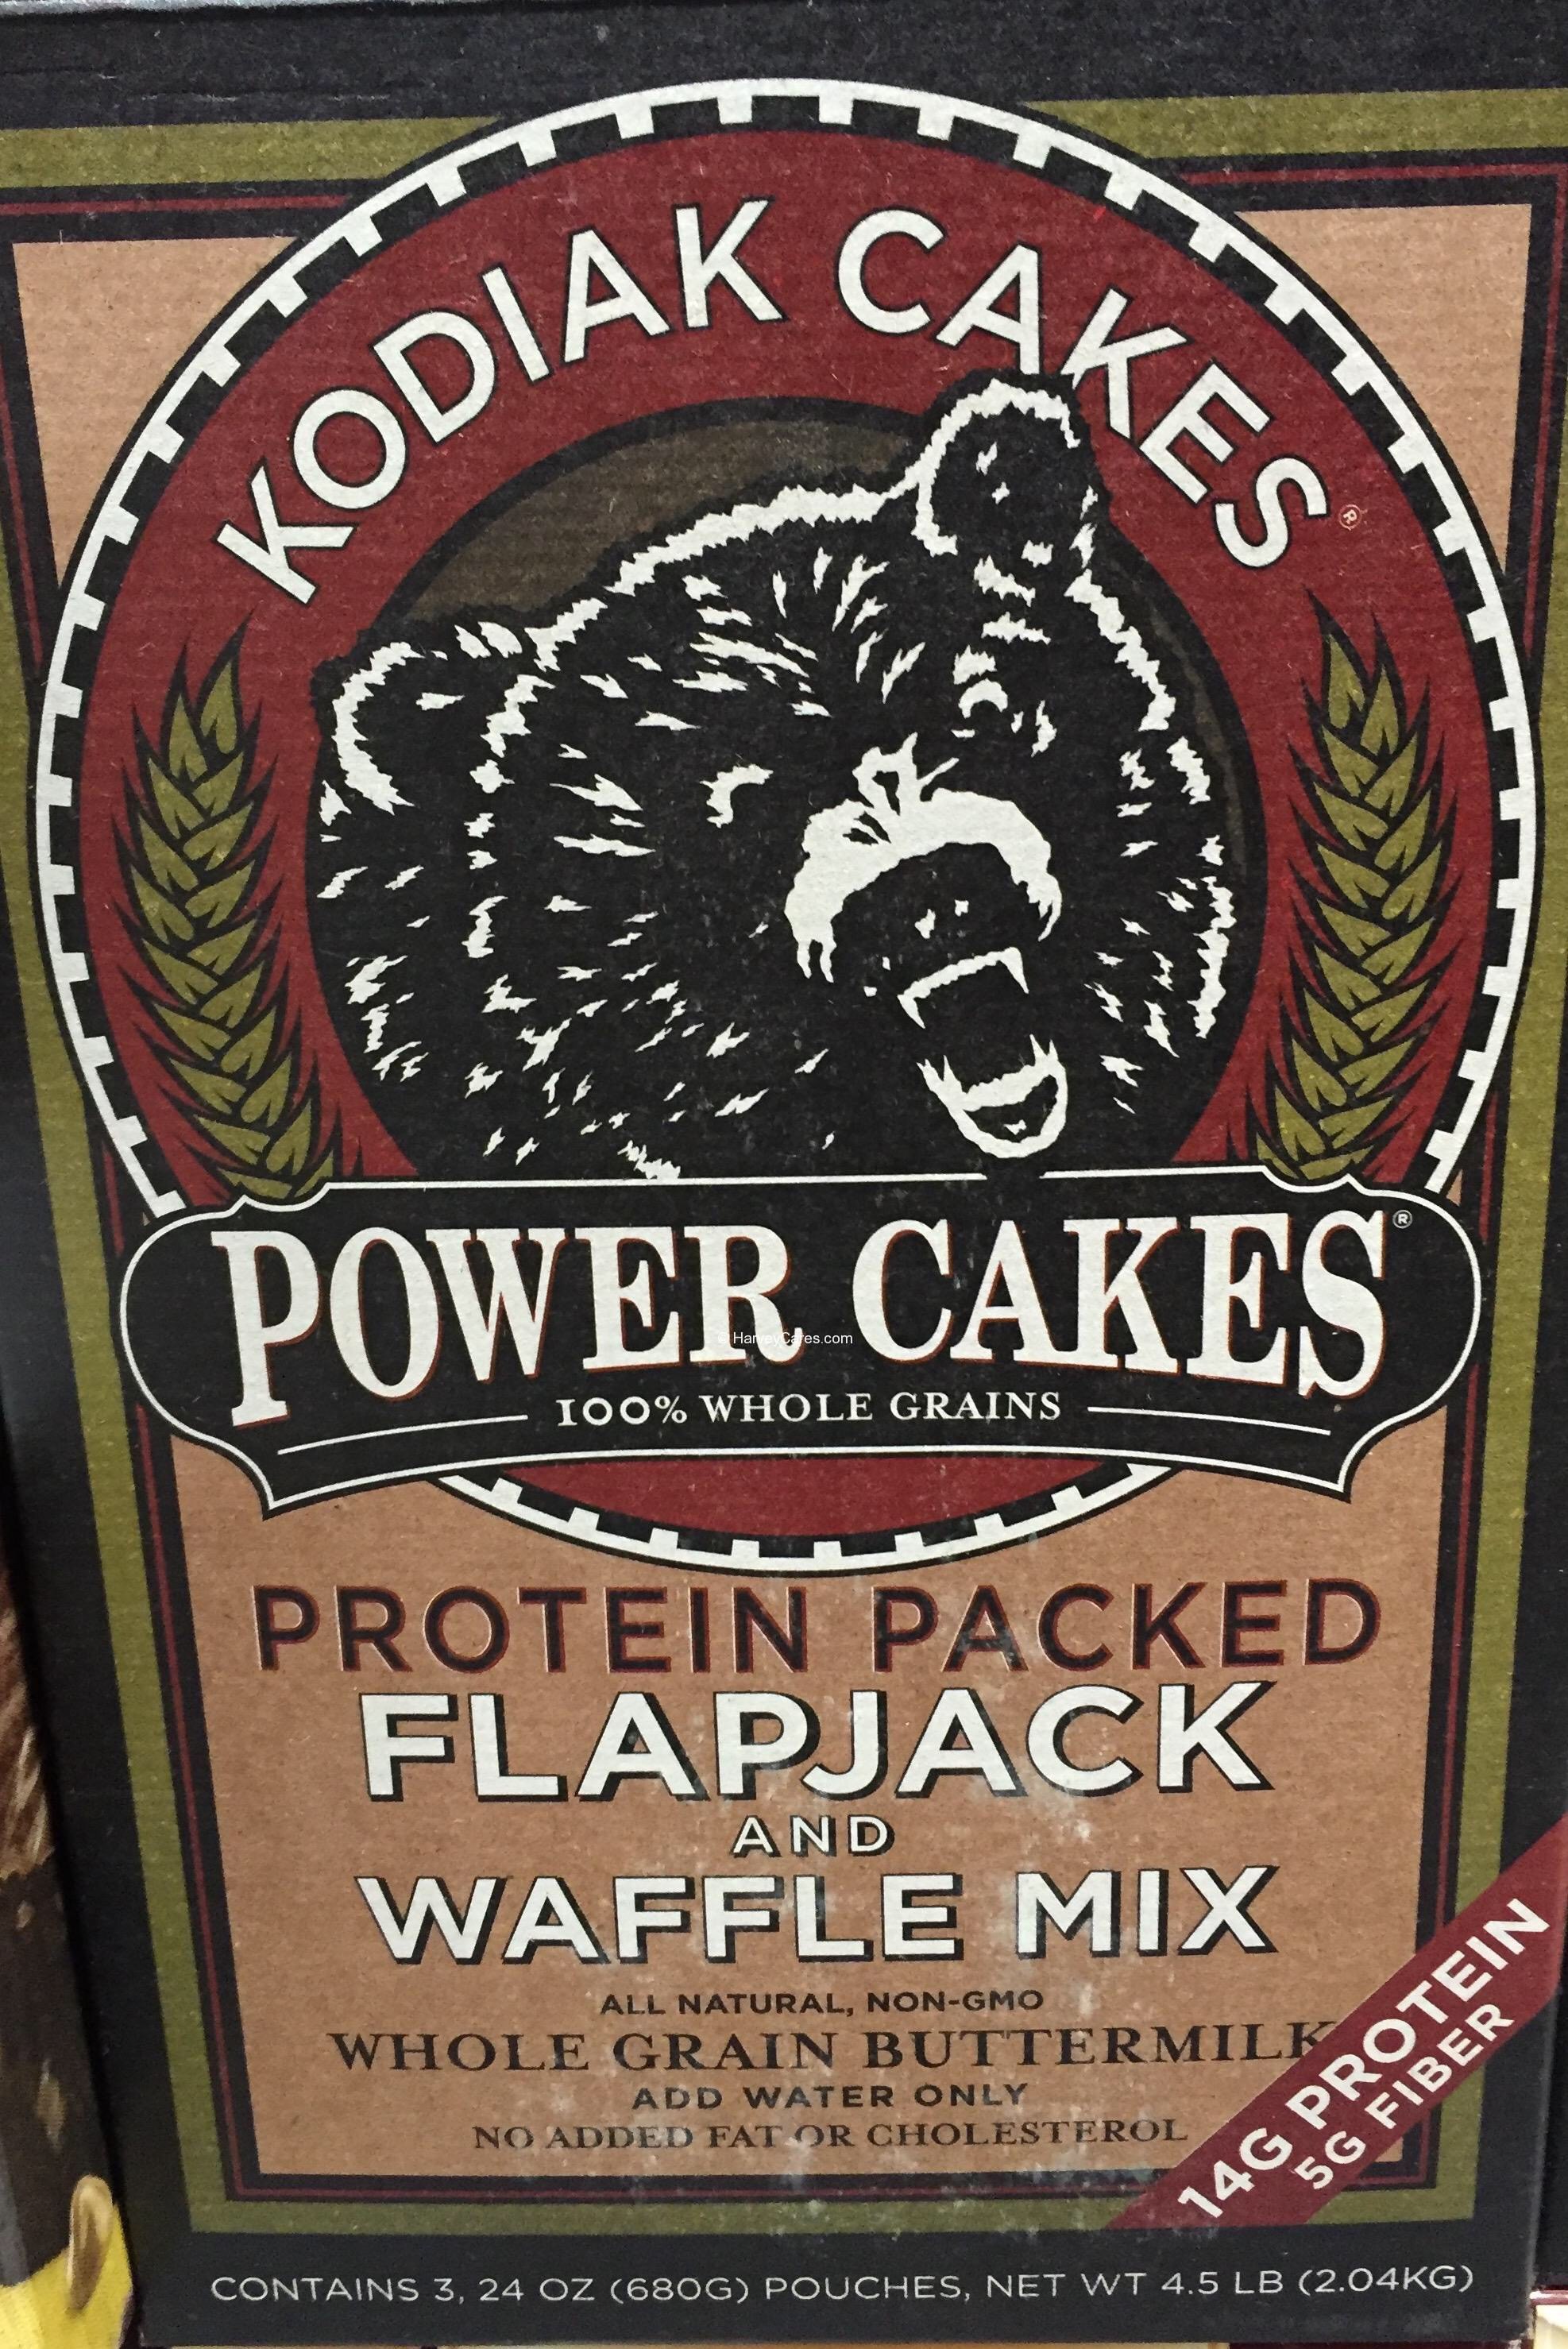 KODIAK CAKES®
POWER CAKES®
© HarveyCares.com
100% WHOLE GRAINS
PROTEIN PACKED
FLAPJACK
AND
WAFFLE MIX
ALL NATURAL, NON-GMO
WHOLE GRAIN BUTTERMILK
ADD WATER ONLY
NO ADDED FAT OR CHOLESTEROL
14G PROTEIN
5G FIBER
CONTAINS 3, 24 OZ (680G) POUCHES, NET WT 4.5 LB (2.04KG)